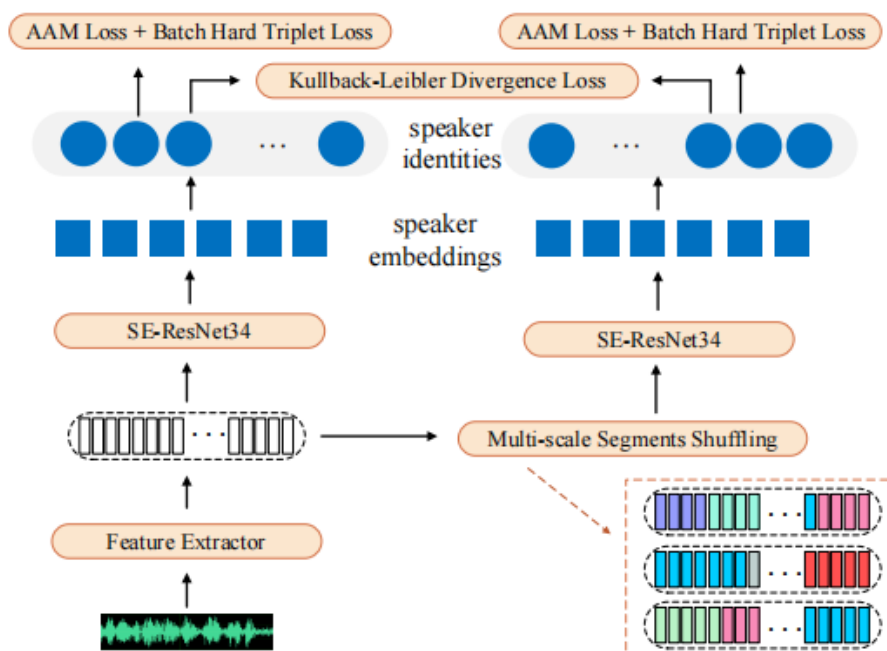 AAM Loss + Batch Hard Triplet Loss
AAM Loss + Batch Hard Triplet Loss
Kullback-Leibler Divergence Loss
speaker
identities
speaker
embeddings
SE-ResNet34
SE-ResNet34
Multi-scale Segments Shuffling
Feature Extractor